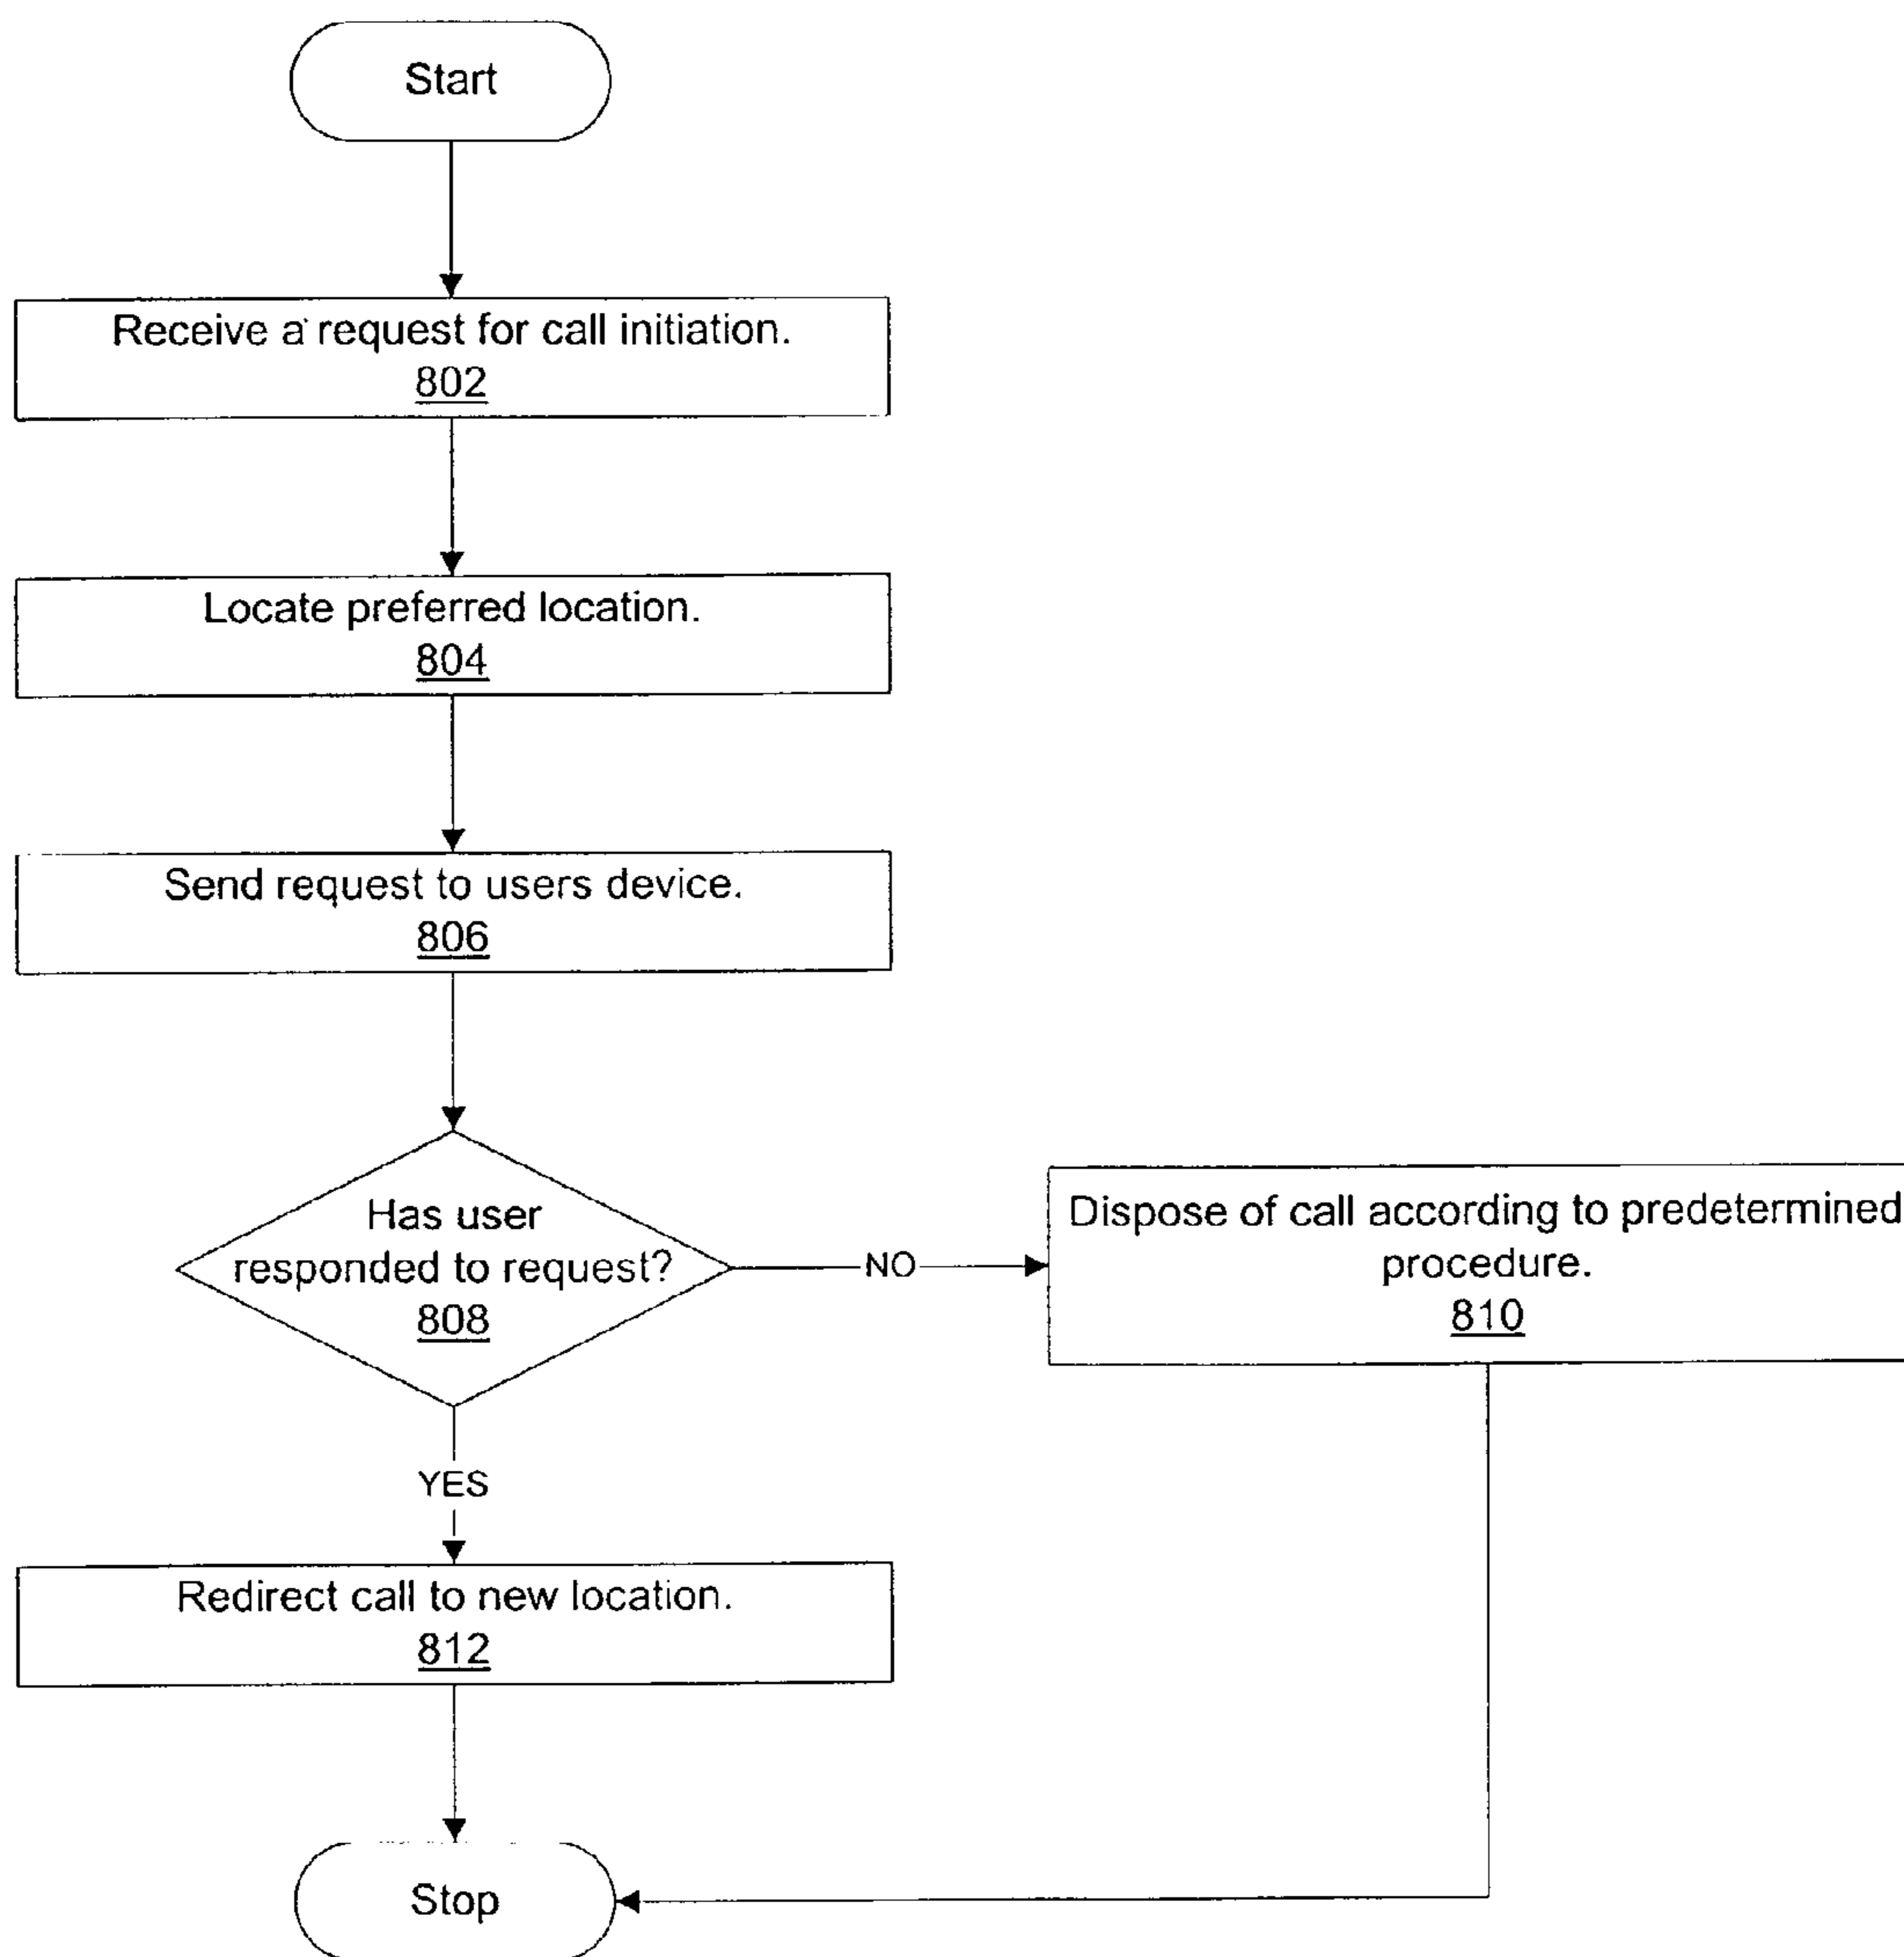 Start
Receive a request for call initiation.
802
Locate preferred location.
804
Send request to users device.
806
Has user
responded to request?
808
NO
Dispose of call according to predetermined
procedure.
810
YES
Redirect call to new location.
812
Stop